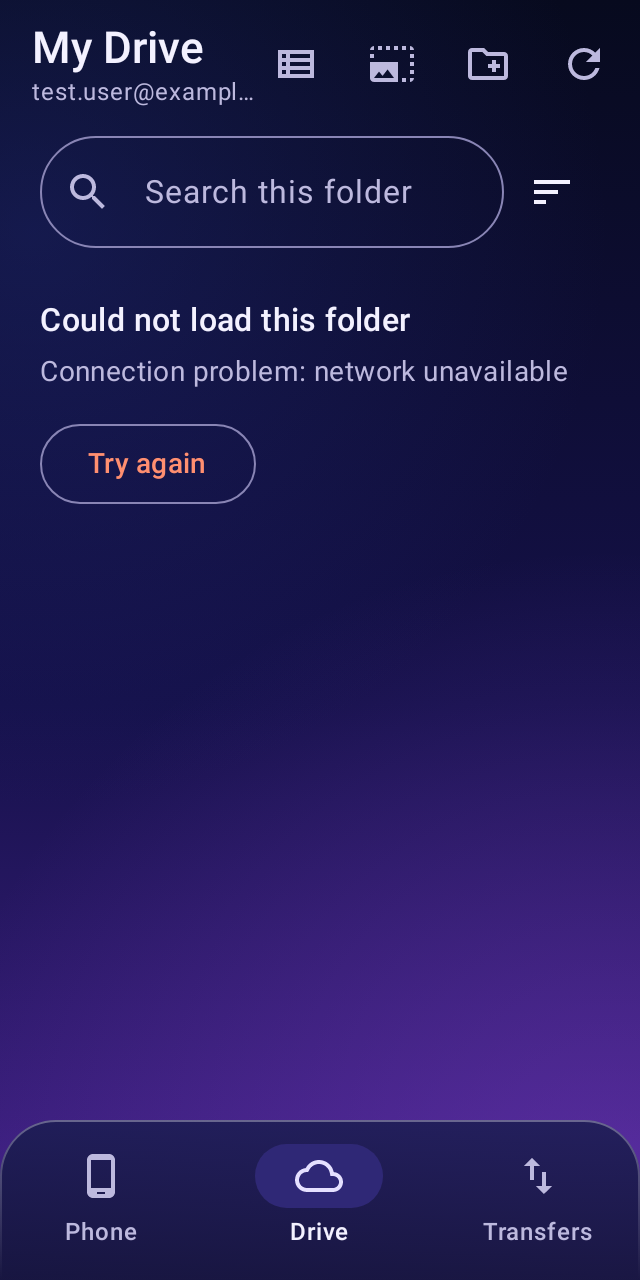 My Drive
test.user@exampl…
Search this folder
Could not load this folder
Connection problem: network unavailable
Try again
Phone
Drive
Transfers